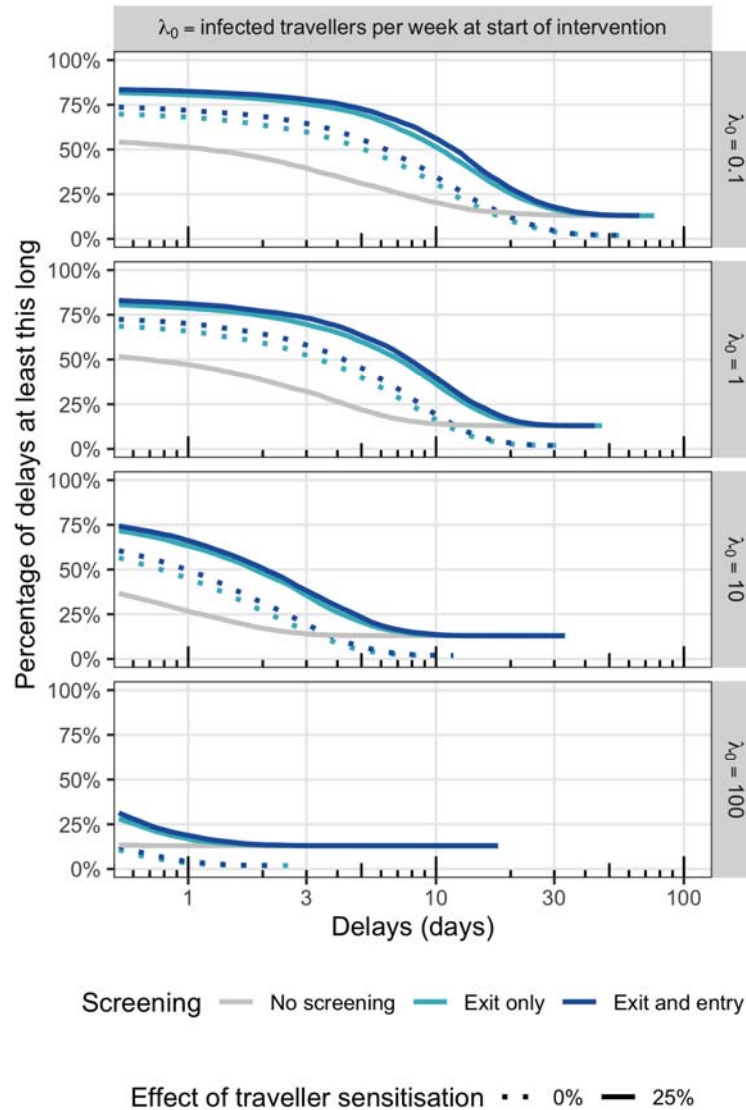 λ₀ = infected travellers per week at start of intervention
Percentage of delays at least this long
100%
75%
50%
25%
0%
λ₀ = 0.1
100%
75%
50%
25%
0%
λ₀ = 1
100%
75%
50%
25%
0%
λ₀ = 10
100%
75%
50%
25%
0%
λ₀ = 100
1 3 10 30 100
Delays (days)
Screening No screening Exit only Exit and entry
Effect of traveller sensitisation 0% 25%